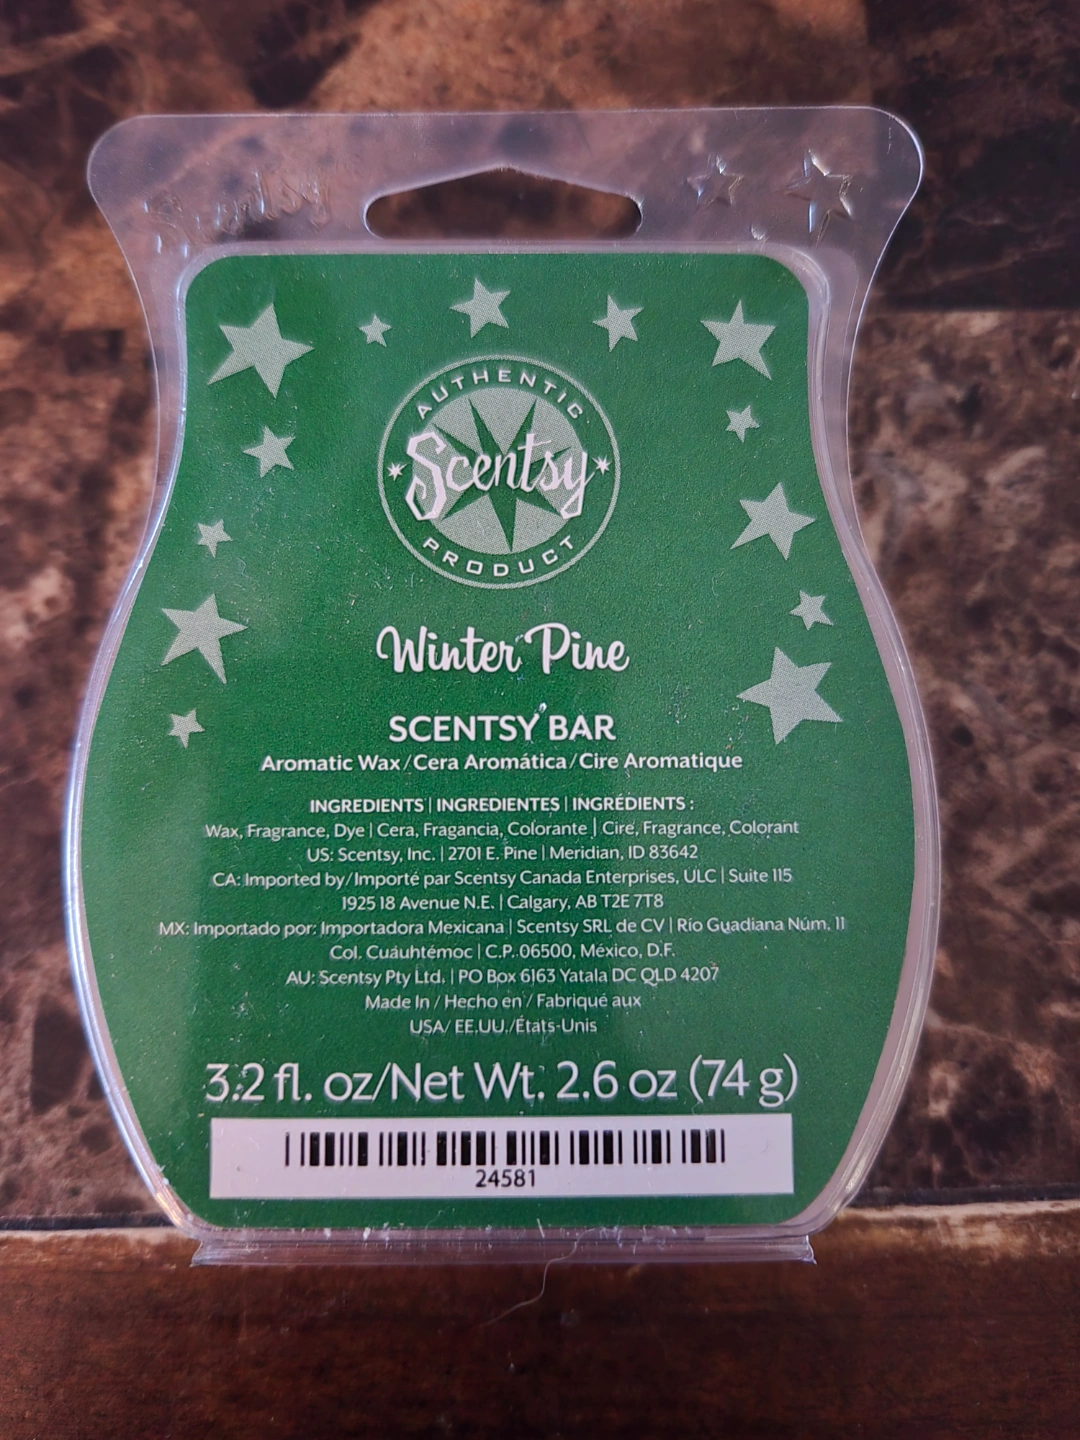 Scentsy
AUTHENTIC
Scentsy
PRODUCT
Winter Pine
SCENTSY BAR
Aromatic Wax/Cera Aromática/Cire Aromatique
INGREDIENTS | INGREDIENTES | INGRÉDIENTS :
Wax, Fragrance, Dye | Cera, Fragancia, Colorante | Cire, Fragrance, Colorant
US: Scentsy, Inc. | 2701 E. Pine | Meridian, ID 83642
CA: Imported by/Importé par Scentsy Canada Enterprises, ULC | Suite 115
1925 18 Avenue N.E. | Calgary, AB T2E 7T8
MX: Importado por: Importadora Mexicana | Scentsy SRL de CV | Río Guadiana Núm. 11
Col. Cuauhtémoc | C.P. 06500, México, D.F.
AU: Scentsy Pty Ltd. | PO Box 6163 Yatala DC QLD 4207
Made In / Hecho en / Fabriqué aux
USA/ EE.UU./États-Unis
3.2 fl. oz/Net Wt. 2.6 oz (74 g)
24581